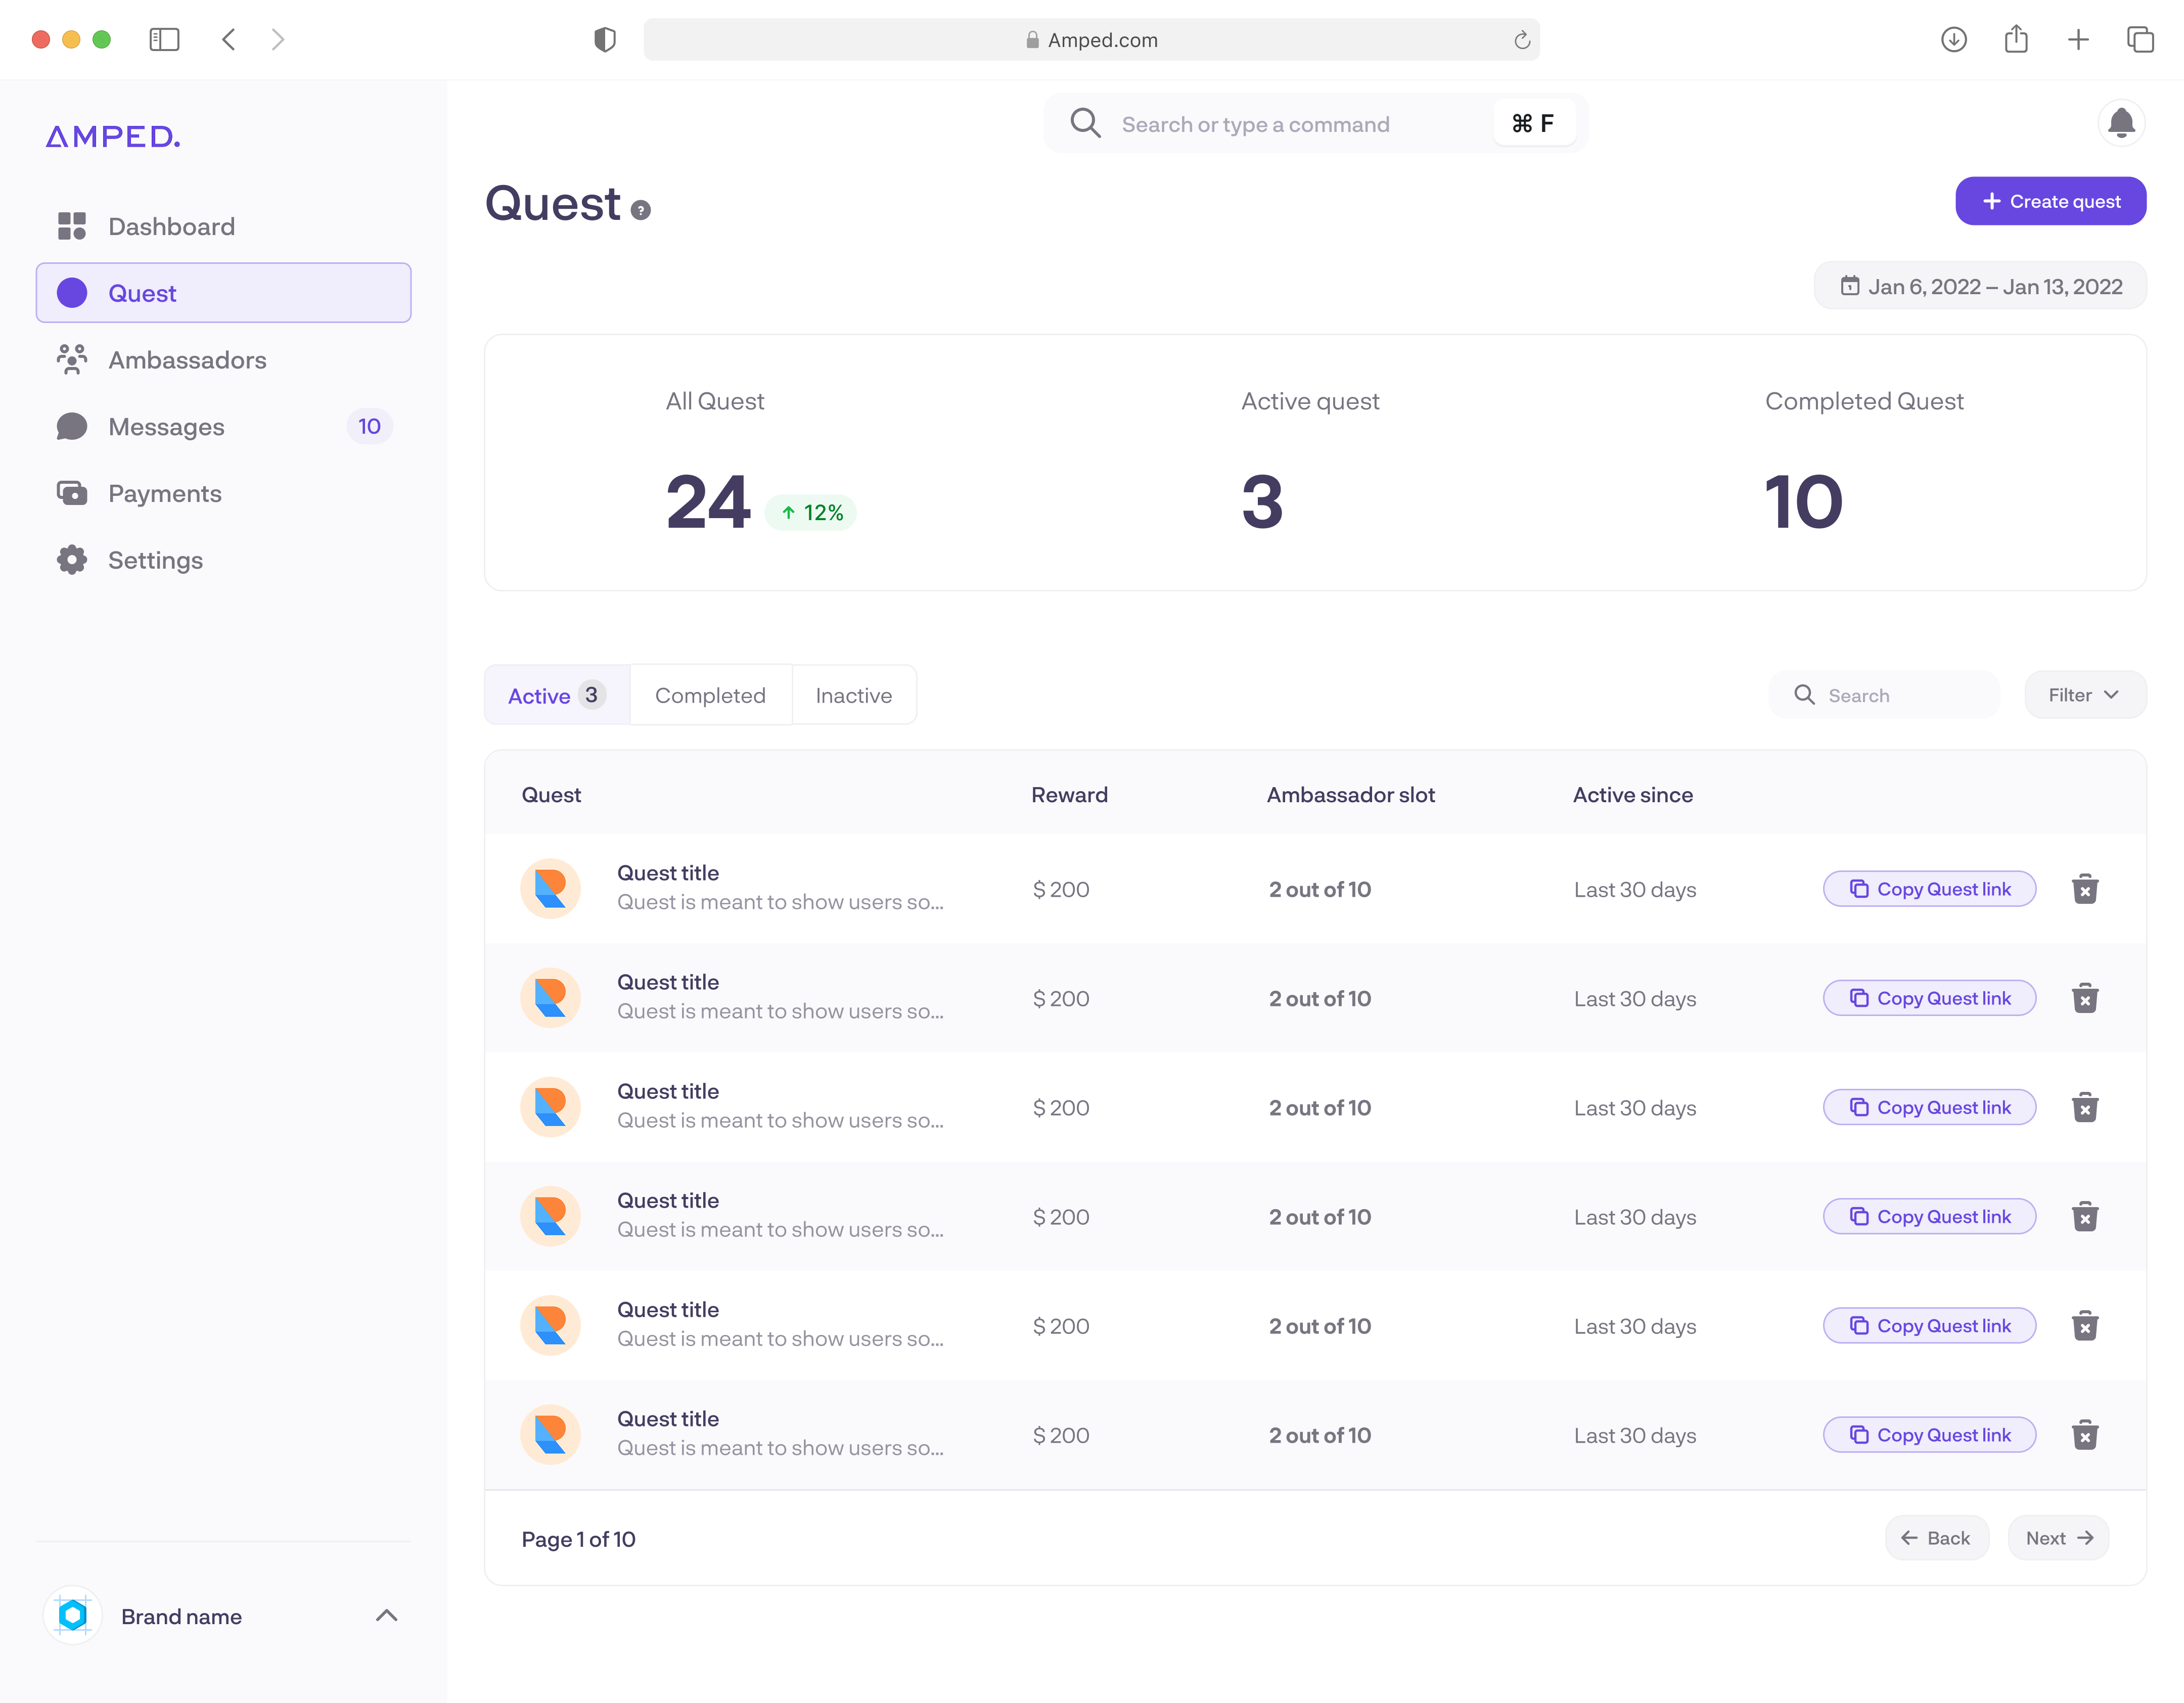 Amped.com
AMPED.
Search or type a command
⌘ F
Dashboard
Quest
Ambassadors
Messages 10
Payments
Settings
Brand name
Quest ?
+ Create quest
Jan 6, 2022 – Jan 13, 2022
All Quest Active quest Completed Quest
24 ↑ 12% 3 10
Active 3 Completed Inactive
Search Filter
Quest Reward Ambassador slot Active since
Quest title
Quest is meant to show users so...
$ 200 2 out of 10 Last 30 days Copy Quest link
Quest title
Quest is meant to show users so...
$ 200 2 out of 10 Last 30 days Copy Quest link
Quest title
Quest is meant to show users so...
$ 200 2 out of 10 Last 30 days Copy Quest link
Quest title
Quest is meant to show users so...
$ 200 2 out of 10 Last 30 days Copy Quest link
Quest title
Quest is meant to show users so...
$ 200 2 out of 10 Last 30 days Copy Quest link
Quest title
Quest is meant to show users so...
$ 200 2 out of 10 Last 30 days Copy Quest link
Page 1 of 10 ← Back Next →